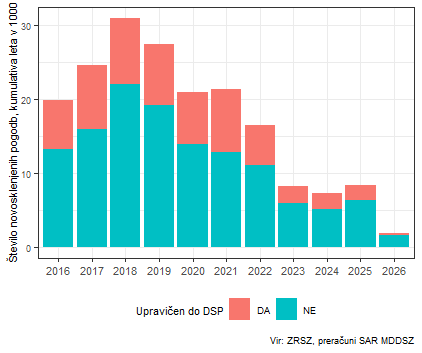 Število novosklenjenih pogodb, kumulativa leta v 1000
30
20
10
0
2016 2017 2018 2019 2020 2021 2022 2023 2024 2025 2026
Upravičen do DSP DA NE
Vir: ZRSZ, preračuni SAR MDDSZ